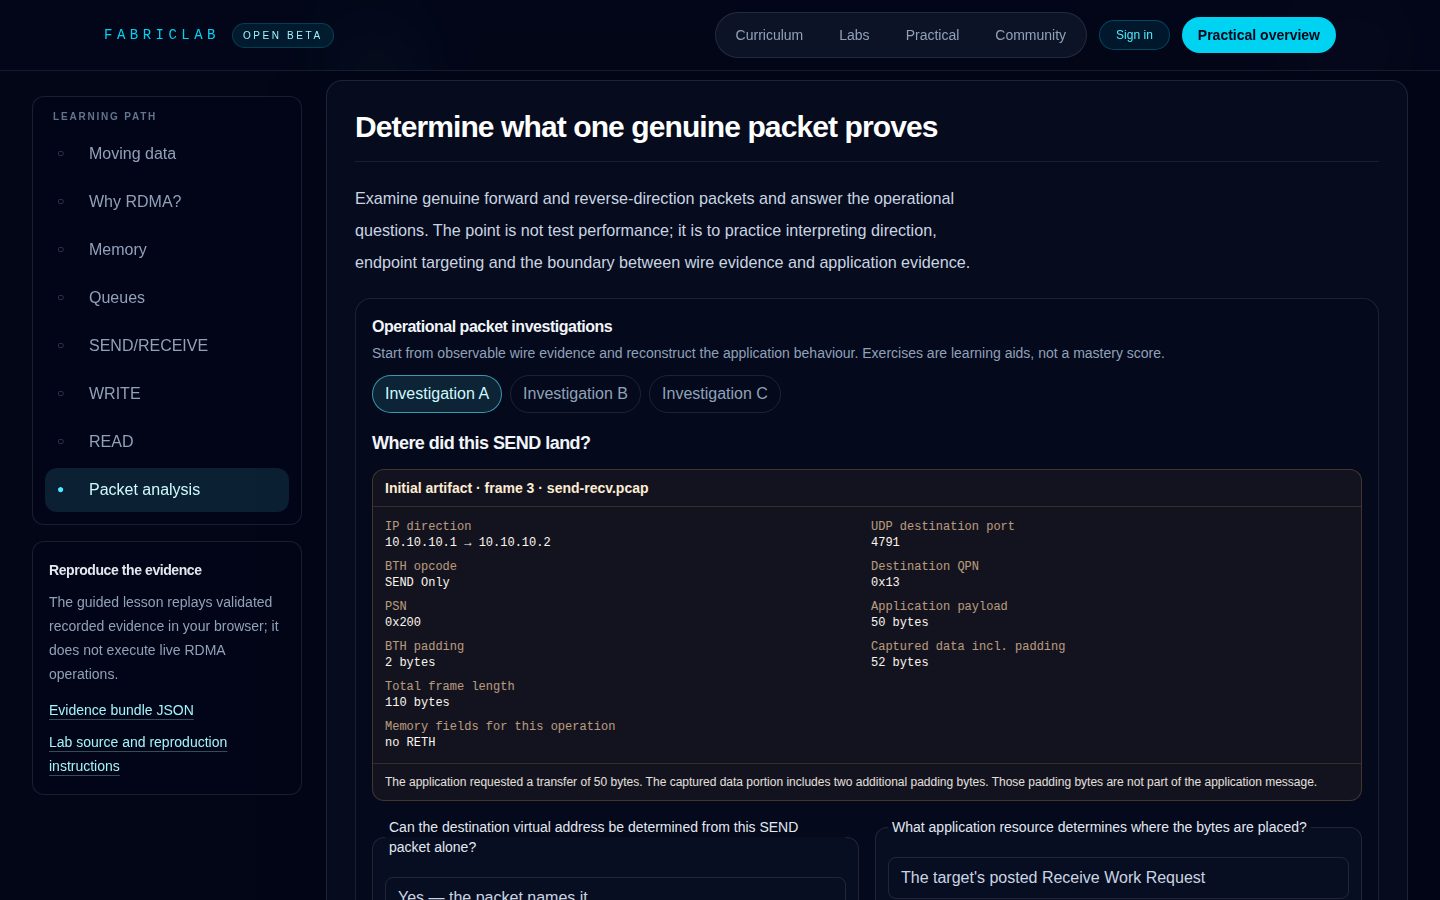 FABRICLAB
OPEN BETA
Curriculum
Labs
Practical
Community
Sign in
Practical overview
LEARNING PATH
Moving data
Why RDMA?
Memory
Queues
SEND/RECEIVE
WRITE
READ
Packet analysis
Reproduce the evidence
The guided lesson replays validated
recorded evidence in your browser; it
does not execute live RDMA
operations.
Evidence bundle JSON
Lab source and reproduction
instructions
Determine what one genuine packet proves
Examine genuine forward and reverse-direction packets and answer the operational
questions. The point is not test performance; it is to practice interpreting direction,
endpoint targeting and the boundary between wire evidence and application evidence.
Operational packet investigations
Start from observable wire evidence and reconstruct the application behaviour. Exercises are learning aids, not a mastery score.
Investigation A
Investigation B
Investigation C
Where did this SEND land?
Initial artifact · frame 3 · send-recv.pcap
IP direction
10.10.10.1 → 10.10.10.2
UDP destination port
4791
BTH opcode
SEND Only
Destination QPN
0x13
PSN
0x200
Application payload
50 bytes
BTH padding
2 bytes
Captured data incl. padding
52 bytes
Total frame length
110 bytes
Memory fields for this operation
no RETH
The application requested a transfer of 50 bytes. The captured data portion includes two additional padding bytes. Those padding bytes are not part of the application message.
Can the destination virtual address be determined from this SEND
packet alone?
Yes — the packet names it
What application resource determines where the bytes are placed?
The target's posted Receive Work Request